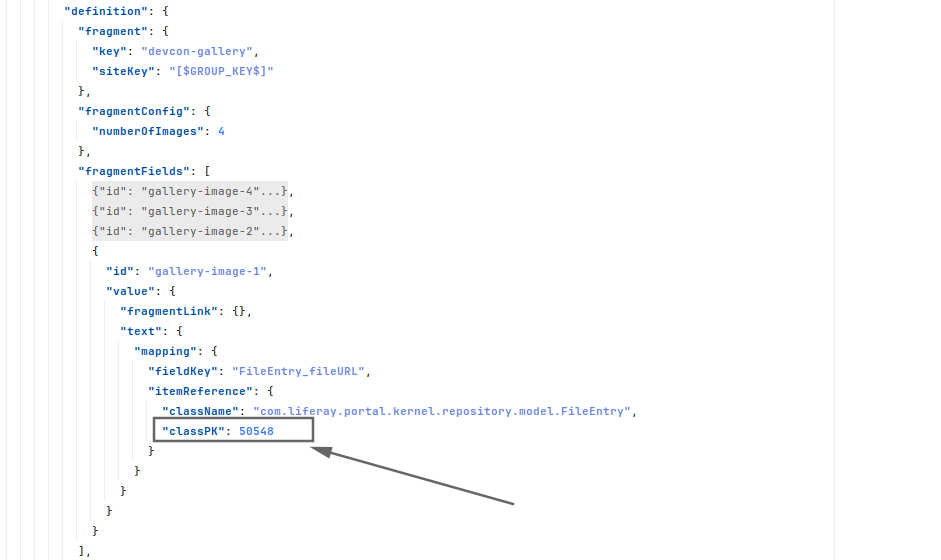 "definition": {
"fragment": {
"key": "devcon-gallery",
"siteKey": "[$GROUP_KEY$]"
},
"fragmentConfig": {
"numberOfImages": 4
},
"fragmentFields": [
{"id": "gallery-image-4"...},
{"id": "gallery-image-3"...},
{"id": "gallery-image-2"...},
{
"id": "gallery-image-1",
"value": {
"fragmentLink": {},
"text": {
"mapping": {
"fieldKey": "FileEntry_fileURL",
"itemReference": {
"className": "com.liferay.portal.kernel.repository.model.FileEntry",
"classPK": 50548
}
}
}
}
}
],